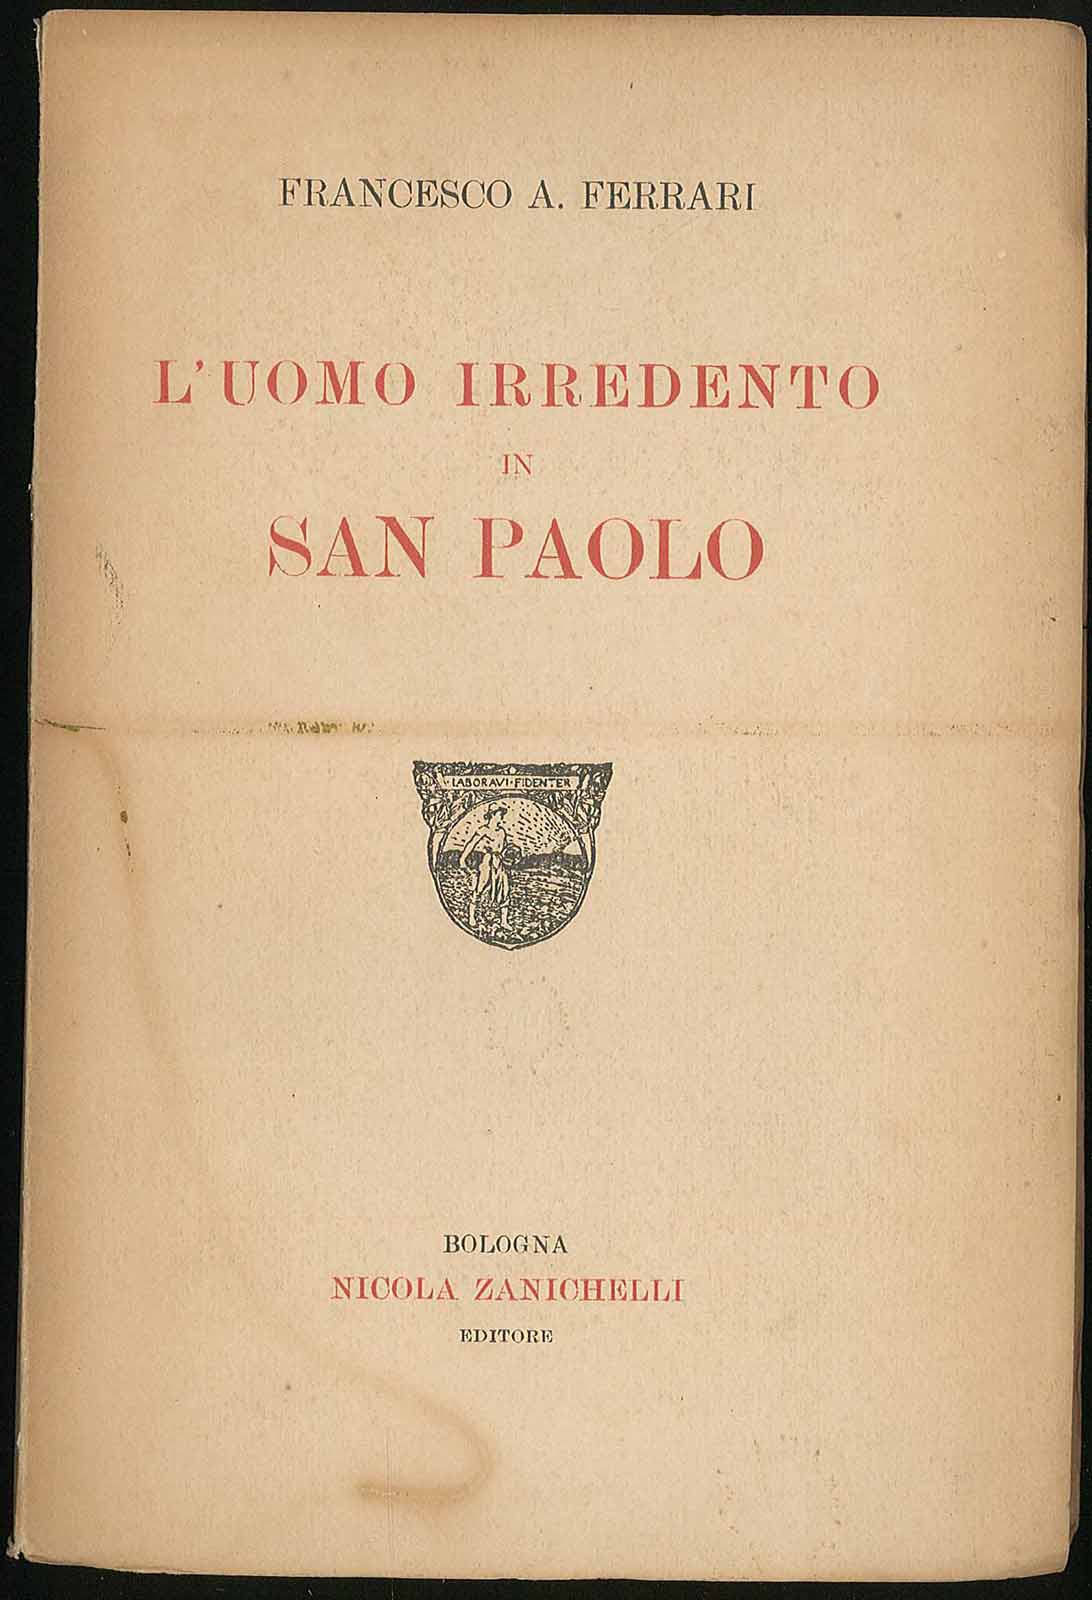 FRANCESCO A. FERRARI
L'UOMO IRREDENTO
IN
SAN PAOLO
LABORAVI·FIDENTER
BOLOGNA
NICOLA ZANICHELLI
EDITORE